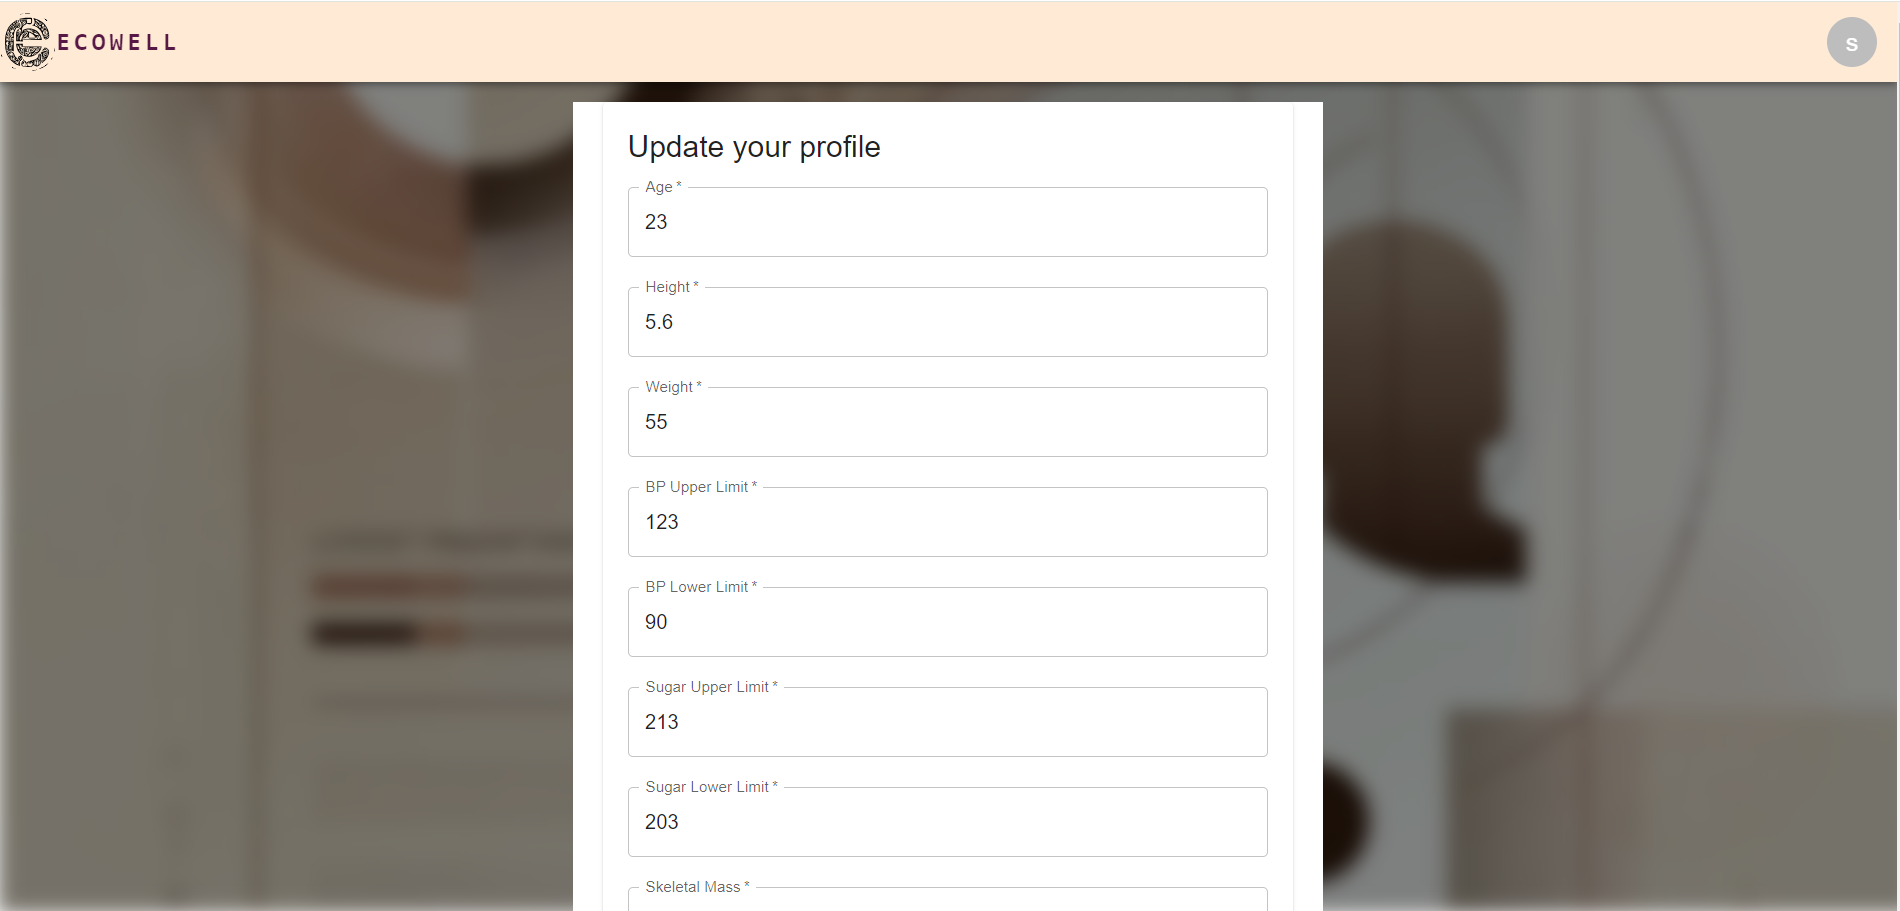 ECOWELL
S
Update your profile
Age *
23
Height *
5.6
Weight *
55
BP Upper Limit *
123
BP Lower Limit *
90
Sugar Upper Limit *
213
Sugar Lower Limit *
203
Skeletal Mass *